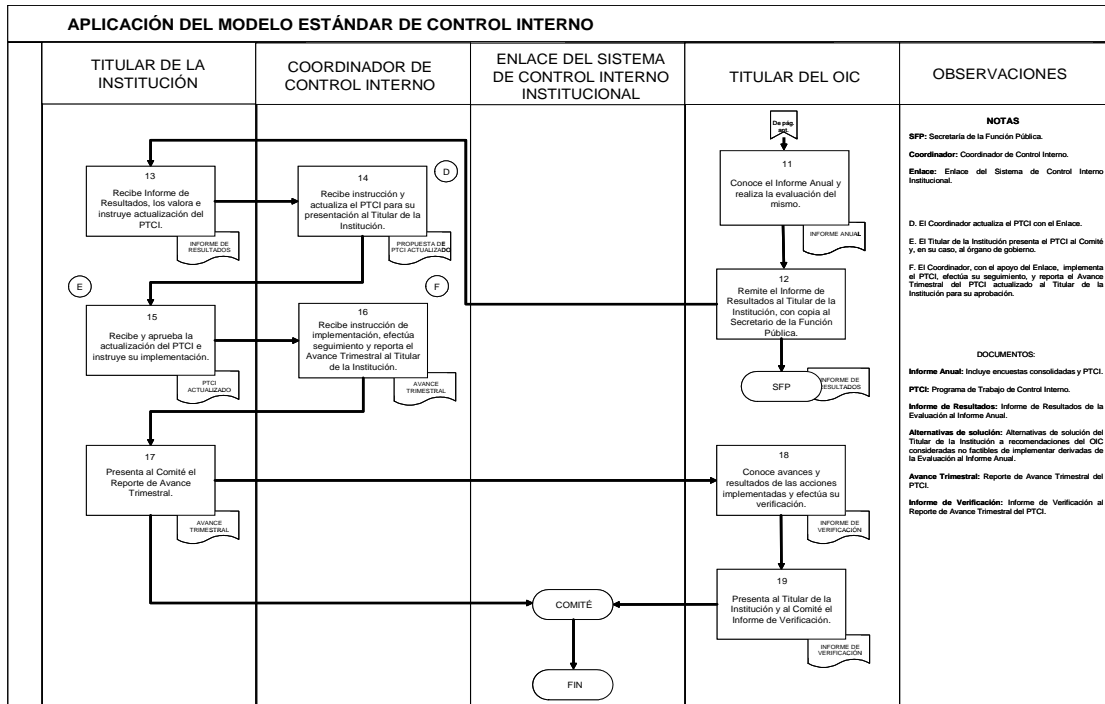 APLICACIÓN DEL MODELO ESTÁNDAR DE CONTROL INTERNO
TITULAR DE LA
INSTITUCIÓN
COORDINADOR DE
CONTROL INTERNO
ENLACE DEL SISTEMA
DE CONTROL INTERNO
INSTITUCIONAL
TITULAR DEL OIC
OBSERVACIONES
De pág.
ant.
11
Conoce el Informe Anual y
realiza la evaluación del
mismo.
INFORME ANUAL
12
Remite el Informe de
Resultados al Titular de la
Institución, con copia al
Secretario de la Función
Pública.
SFP
INFORME DE
RESULTADOS
13
Recibe Informe de
Resultados, los valora e
instruye actualización del
PTCI.
INFORME DE
RESULTADOS
14
Recibe instrucción y
actualiza el PTCI para su
presentación al Titular de la
Institución.
D
PROPUESTA DE
PTCI ACTUALIZADO
E
15
Recibe y aprueba la
actualización del PTCI e
instruye su implementación.
PTCI
ACTUALIZADO
F
16
Recibe instrucción de
implementación, efectúa
seguimiento y reporta el
Avance Trimestral al Titular
de la Institución.
AVANCE
TRIMESTRAL
17
Presenta al Comité el
Reporte de Avance
Trimestral.
AVANCE
TRIMESTRAL
18
Conoce avances y
resultados de las acciones
implementadas y efectúa su
verificación.
INFORME DE
VERIFICACIÓN
19
Presenta al Titular de la
Institución y al Comité el
Informe de Verificación.
INFORME DE
VERIFICACIÓN
COMITÉ
FIN
NOTAS
SFP: Secretaría de la Función Pública.
Coordinador: Coordinador de Control Interno.
Enlace: Enlace del Sistema de Control Interno
Institucional.
D. El Coordinador actualiza el PTCI con el Enlace.
E. El Titular de la Institución presenta el PTCI al Comité
y, en su caso, al órgano de gobierno.
F. El Coordinador, con el apoyo del Enlace, implementa
el PTCI, efectúa su seguimiento, y reporta el Avance
Trimestral del PTCI actualizado al Titular de la
Institución para su aprobación.
DOCUMENTOS:
Informe Anual: Incluye encuestas consolidadas y PTCI.
PTCI: Programa de Trabajo de Control Interno.
Informe de Resultados: Informe de Resultados de la
Evaluación al Informe Anual.
Alternativas de solución: Alternativas de solución del
Titular de la Institución a recomendaciones del OIC
consideradas no factibles de implementar derivadas de
la Evaluación al Informe Anual.
Avance Trimestral: Reporte de Avance Trimestral del
PTCI.
Informe de Verificación: Informe de Verificación al
Reporte de Avance Trimestral del PTCI.